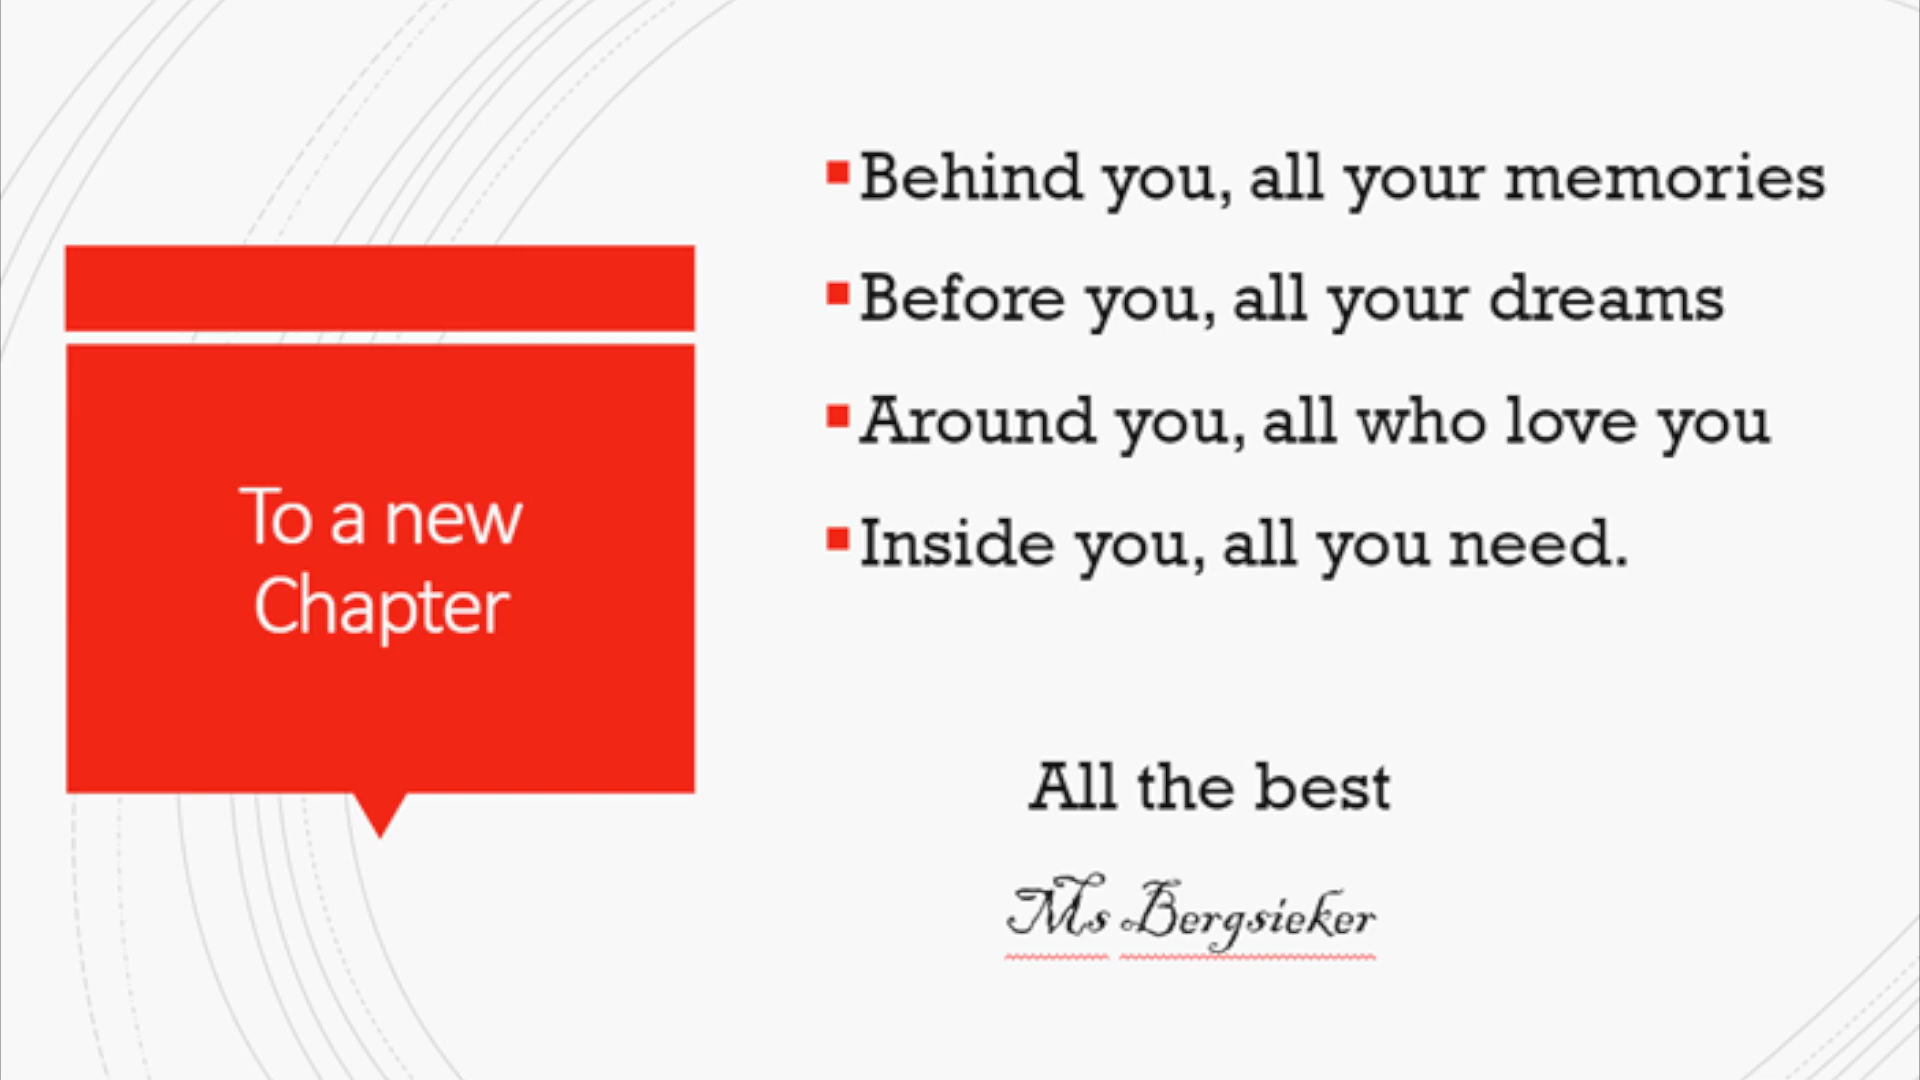 To a new
Chapter
Behind you, all your memories
Before you, all your dreams
Around you, all who love you
Inside you, all you need.
All the best
Ms Bergsieker